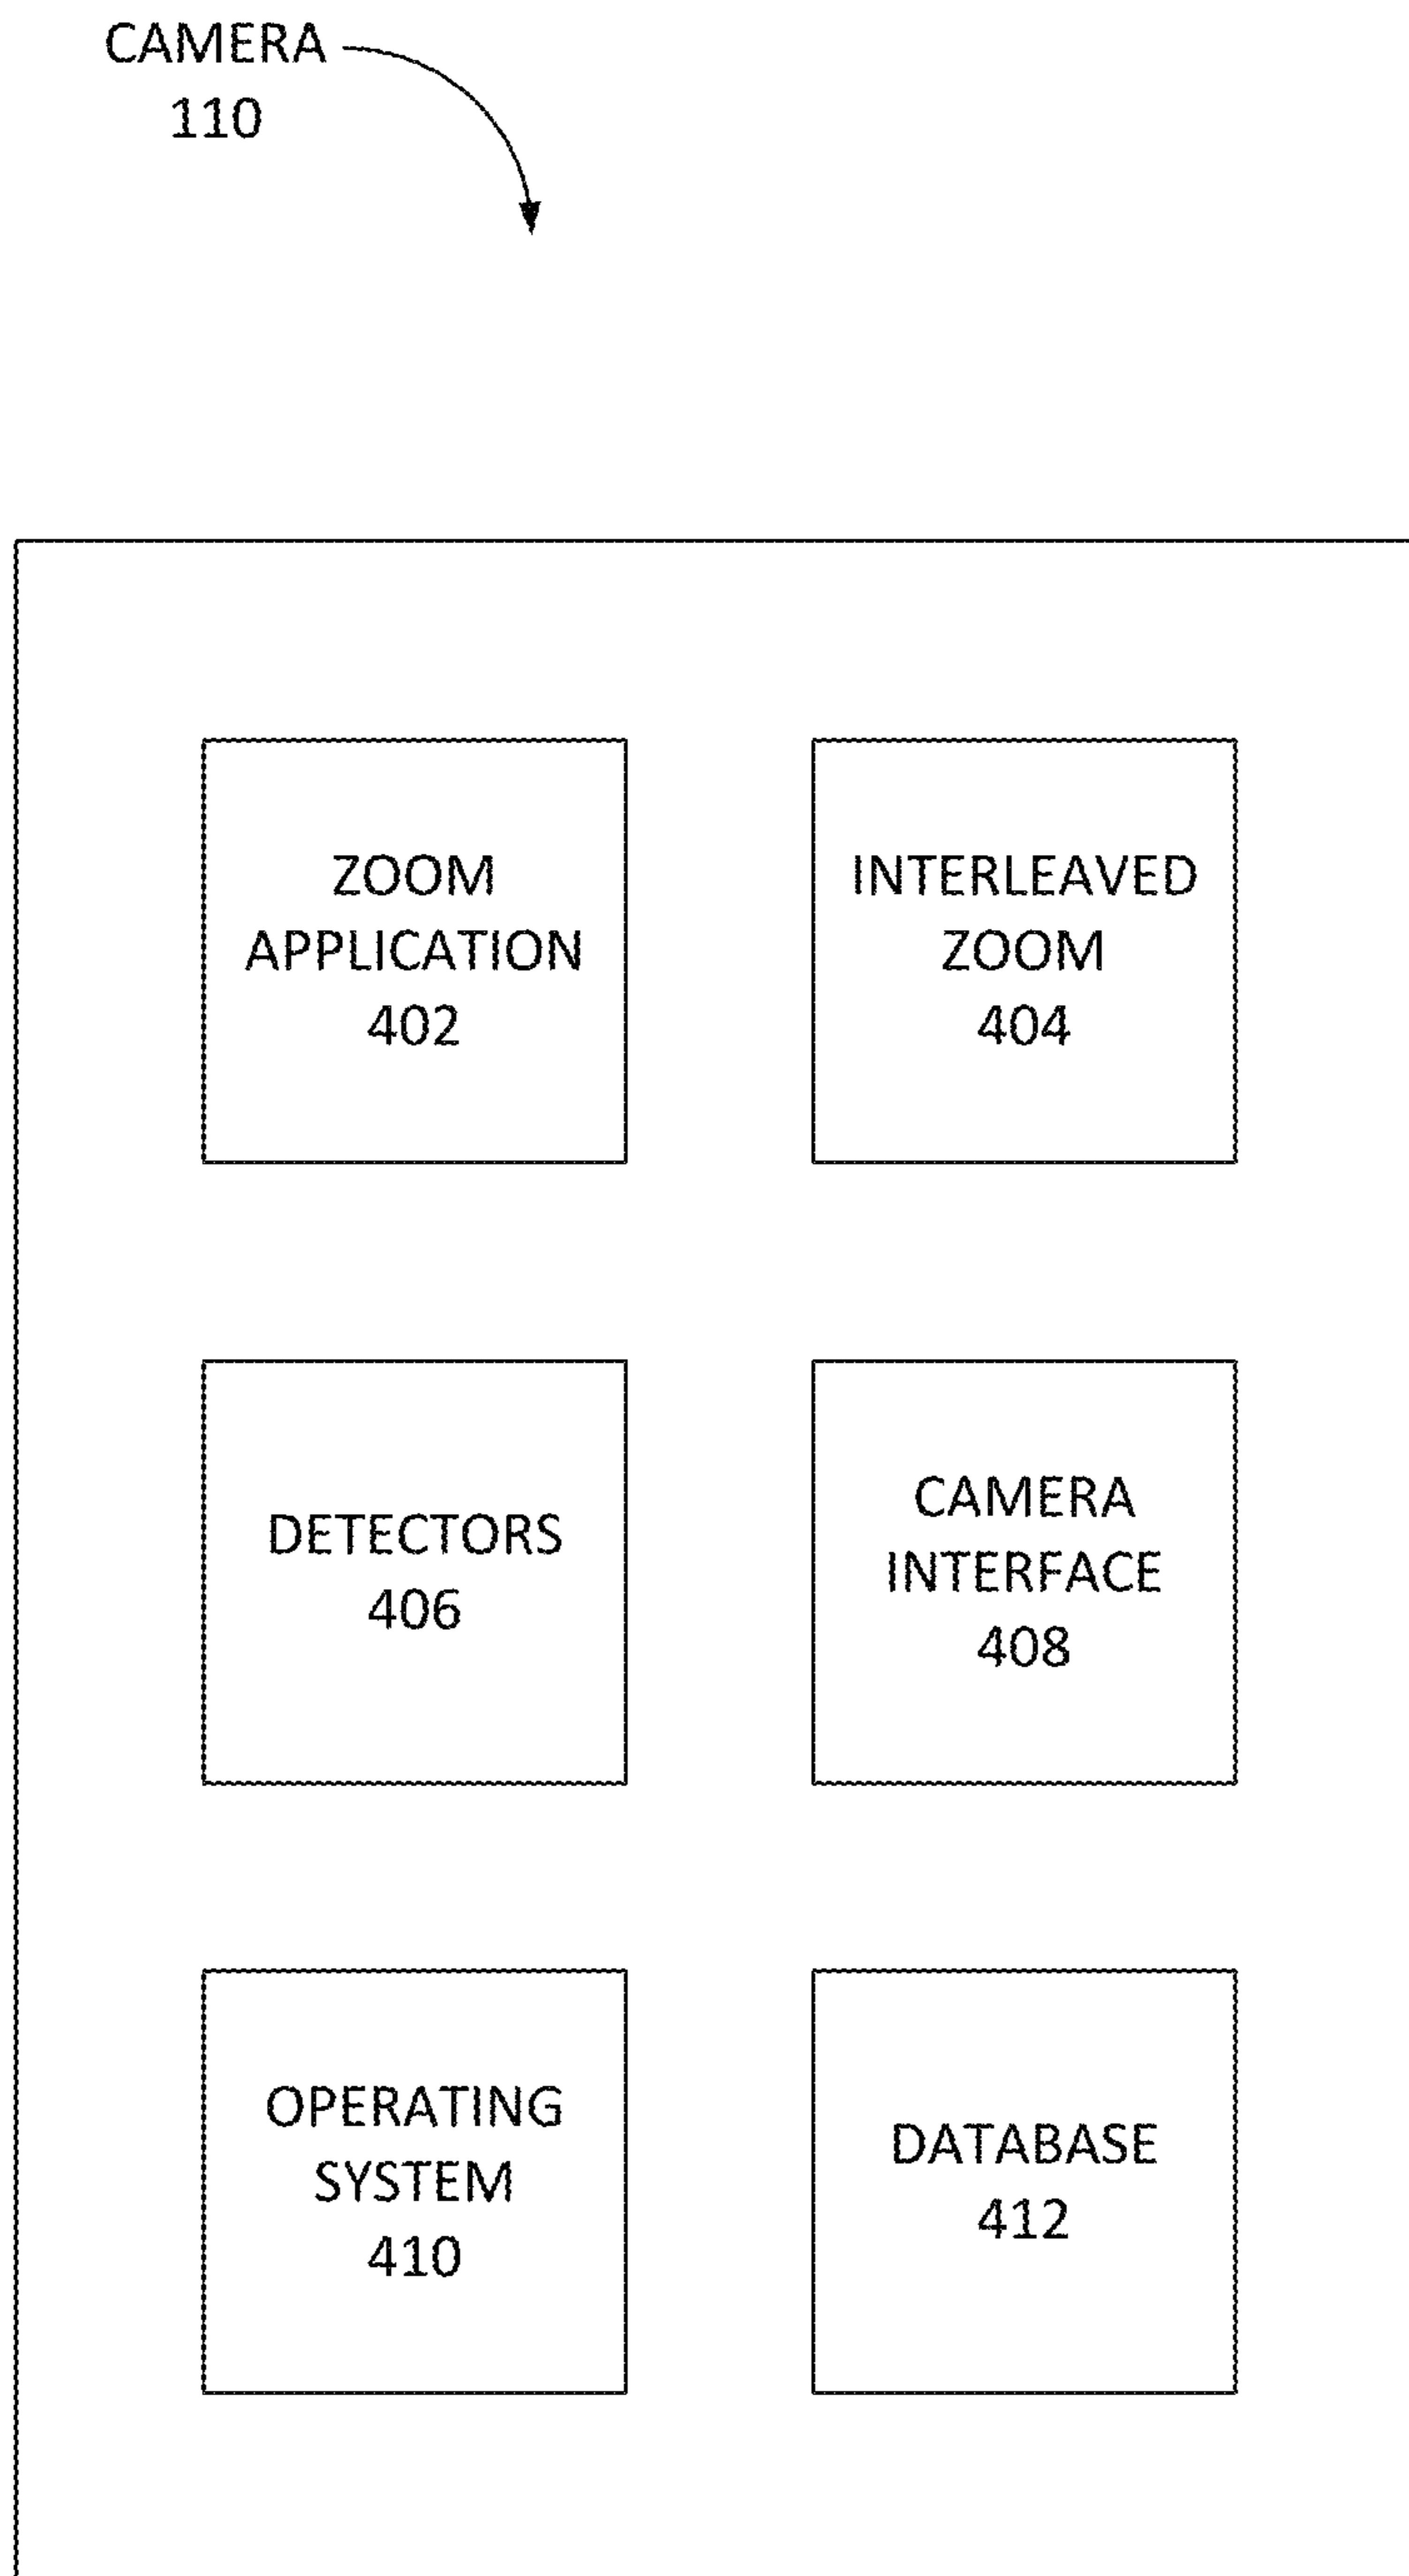 CAMERA
110
ZOOM
APPLICATION
402
INTERLEAVED
ZOOM
404
DETECTORS
406
CAMERA
INTERFACE
408
OPERATING
SYSTEM
410
DATABASE
412